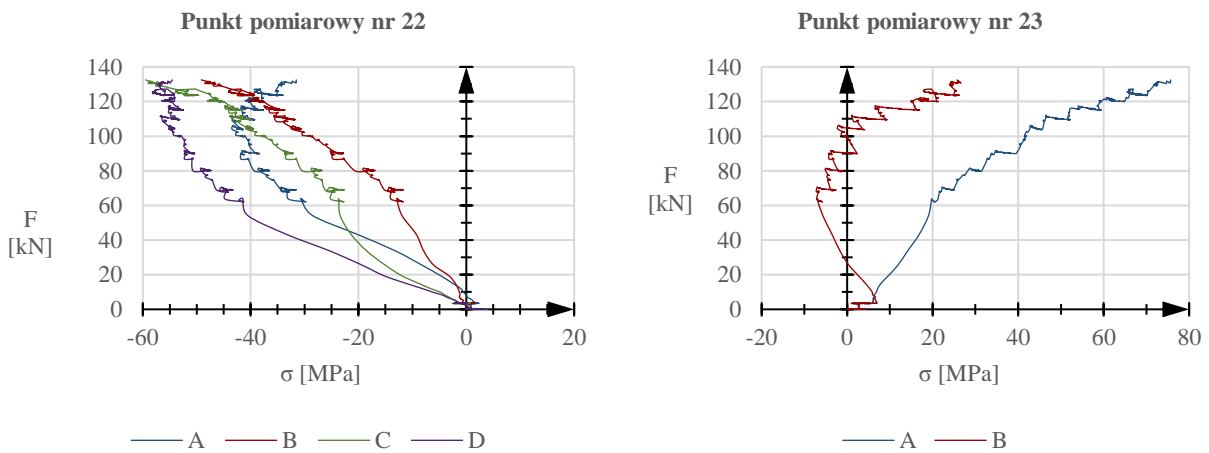 Punkt pomiarowy nr 22
140
120
100
80
60
40
20
0
F
[kN]
-60 -40 -20 0 20
σ [MPa]
A B C D
Punkt pomiarowy nr 23
140
120
100
80
60
40
20
0
F
[kN]
-20 0 20 40 60 80
σ [MPa]
A B